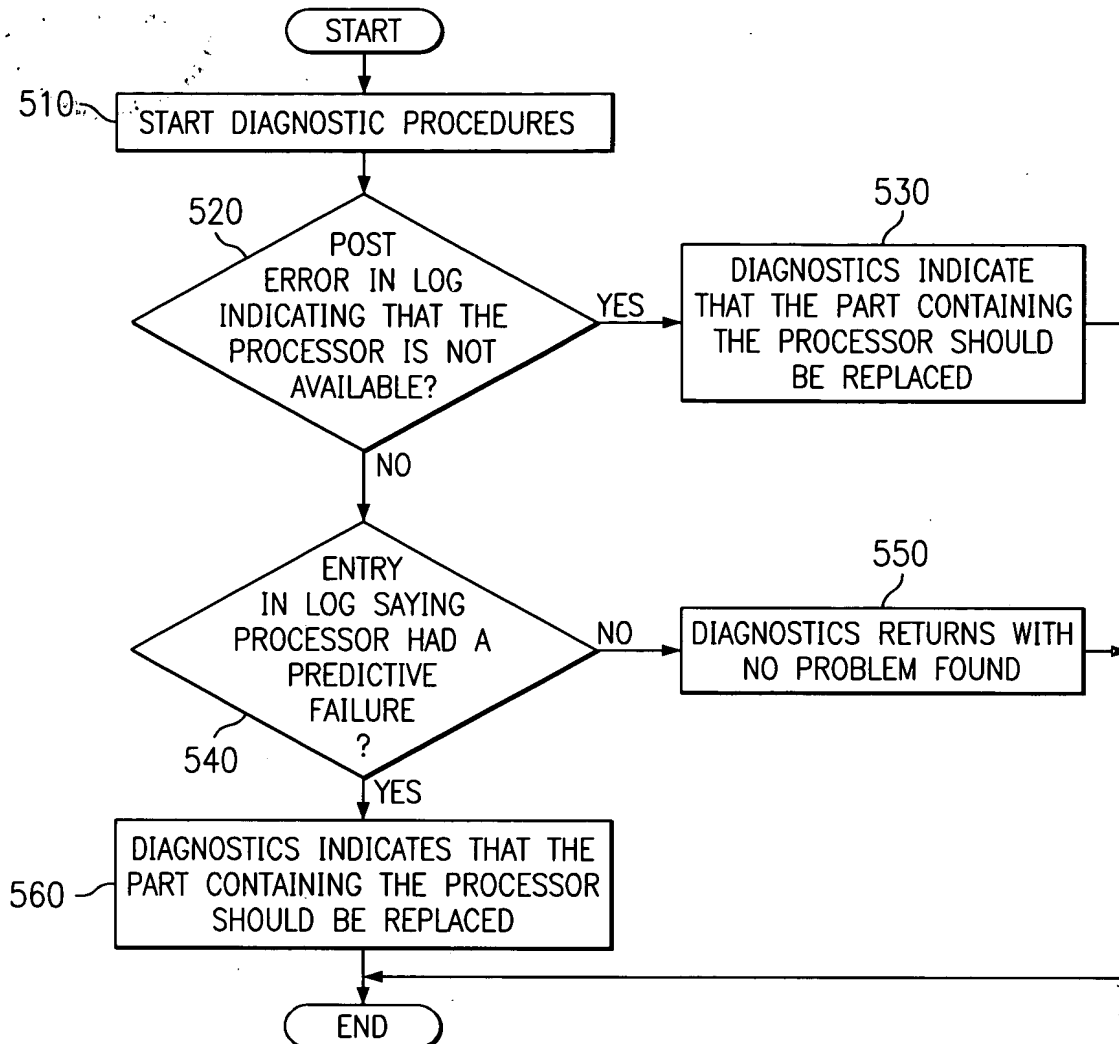 START
510
START DIAGNOSTIC PROCEDURES
520
POST
ERROR IN LOG
INDICATING THAT THE
PROCESSOR IS NOT
AVAILABLE?
YES
530
DIAGNOSTICS INDICATE
THAT THE PART CONTAINING
THE PROCESSOR SHOULD
BE REPLACED
NO
ENTRY
IN LOG SAYING
PROCESSOR HAD A
PREDICTIVE
FAILURE
?
540
NO
550
DIAGNOSTICS RETURNS WITH
NO PROBLEM FOUND
YES
560
DIAGNOSTICS INDICATES THAT THE
PART CONTAINING THE PROCESSOR
SHOULD BE REPLACED
END